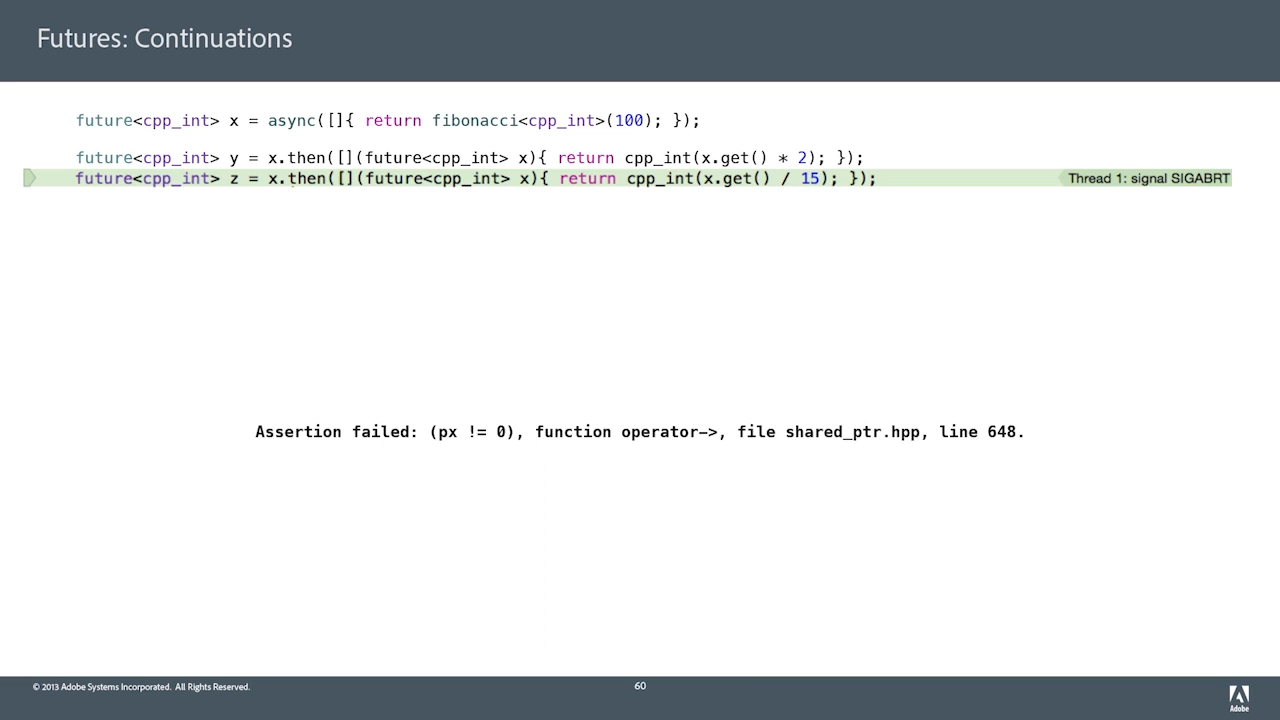 Futures: Continuations
future<cpp_int> x = async([]{ return fibonacci<cpp_int>(100); });
future<cpp_int> y = x.then([](future<cpp_int> x){ return cpp_int(x.get() * 2); });
future<cpp_int> z = x.then([](future<cpp_int> x){ return cpp_int(x.get() / 15); });
Thread 1: signal SIGABRT
Assertion failed: (px != 0), function operator->, file shared_ptr.hpp, line 648.
© 2013 Adobe Systems Incorporated. All Rights Reserved.
60
Adobe